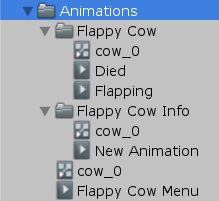 Animations
Flappy Cow
cow_0
Died
Flapping
Flappy Cow Info
cow_0
New Animation
cow_0
Flappy Cow Menu